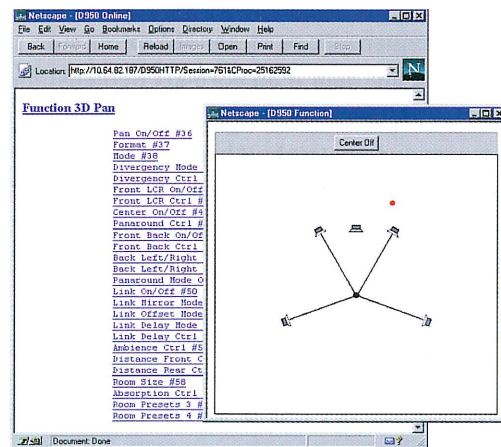 Netscape - [D950 Online]
File Edit View Go Bookmarks Options Directory Window Help
Back Forward Home Reload Images Open Print Find Stop
Location: http://10.64.82.187/D950HTTP/Session=761&CProc=25162592
N
Function 3D Pan
Pan On/Off #36
Format #37
Mode #38
Divergency Mode
Divergency Ctrl
Front LCR On/Off
Front LCR Ctrl #
Center On/Off #4
Panaround Ctrl #
Front Back On/Of
Front Back Ctrl
Back Left/Right
Back Left/Right
Panaround Mode O
Link On/Off #50
Link Mirror Mode
Link Offset Mode
Link Delay Mode
Link Delay Ctrl
Ambience Ctrl #5
Distance Front C
Distance Rear Ct
Room Size #58
Absorption Ctrl
Room Presets 3 #
Room Presets 4 #
Document: Done
Netscape - [D950 Function]
Center Off